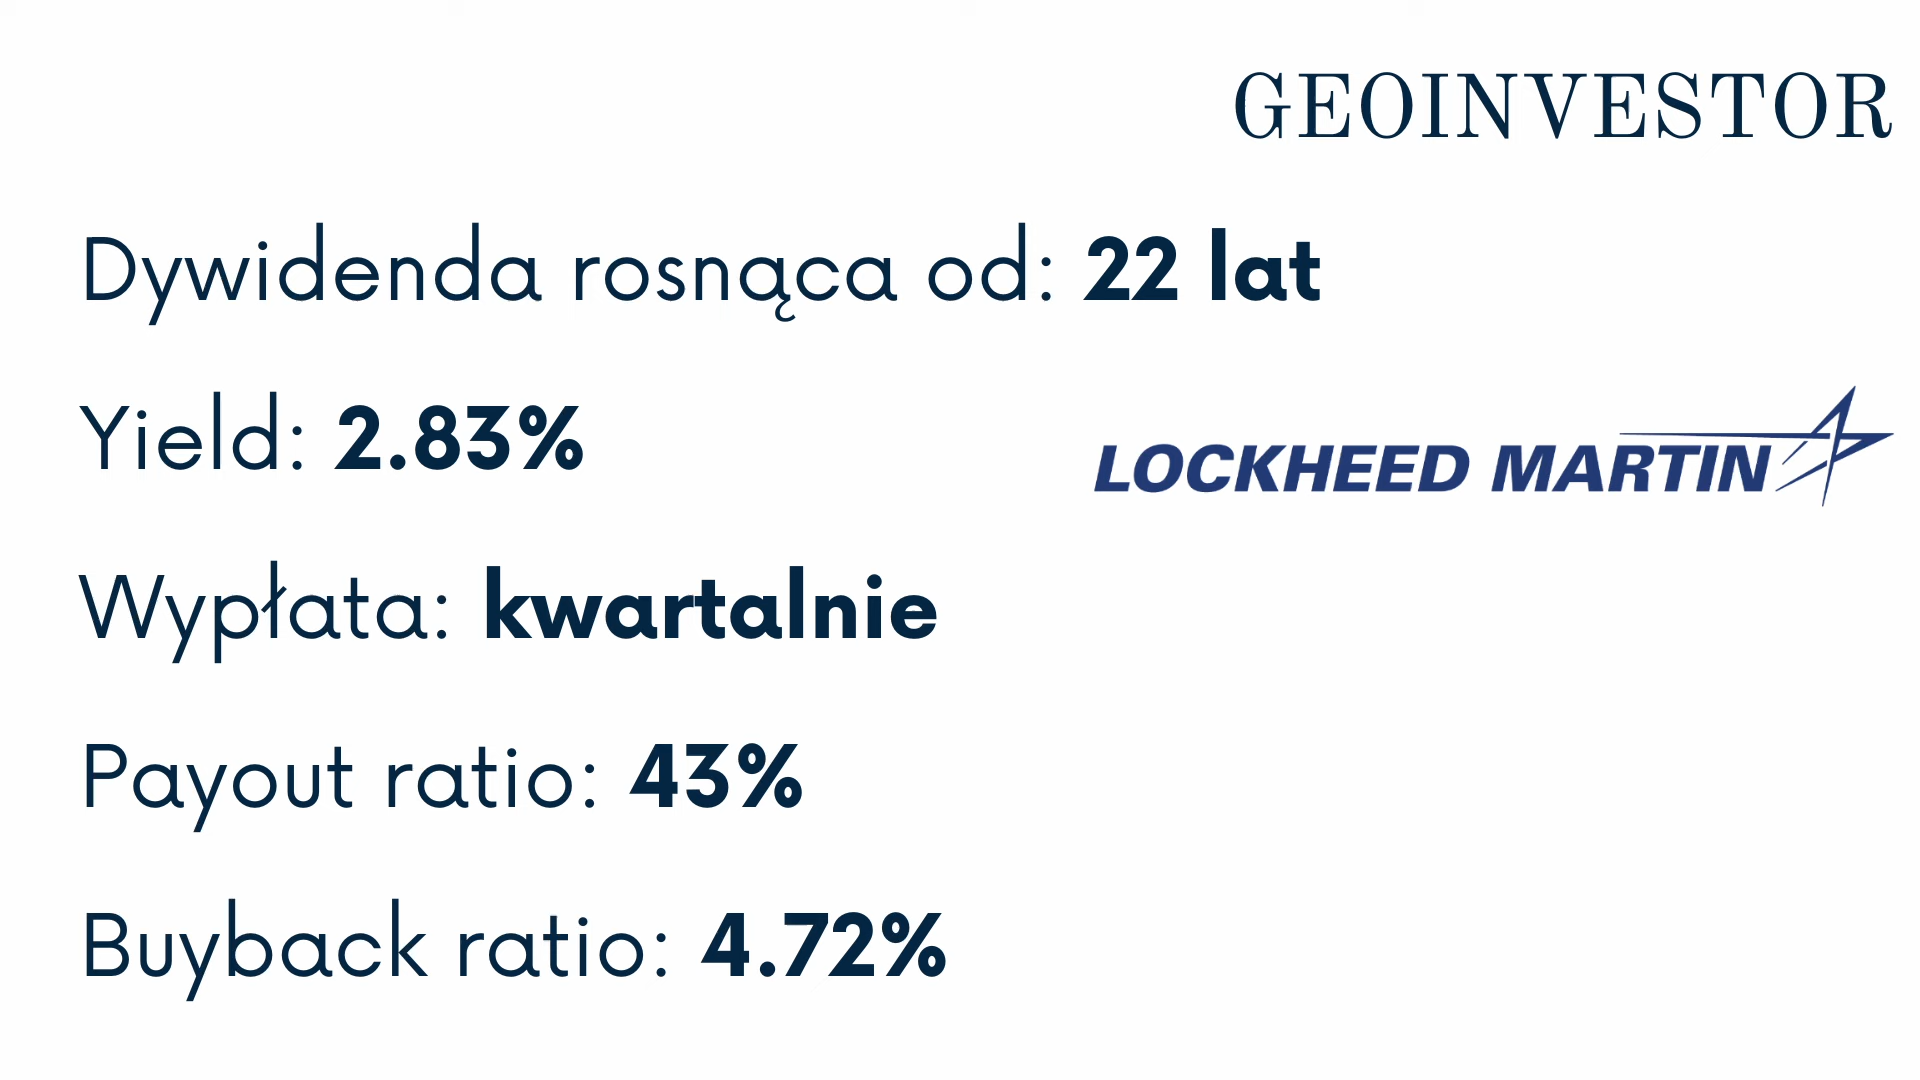 GEOINVESTOR
Dywidenda rosnąca od: 22 lat
Yield: 2.83%
LOCKHEED MARTIN
Wypłata: kwartalnie
Payout ratio: 43%
Buyback ratio: 4.72%